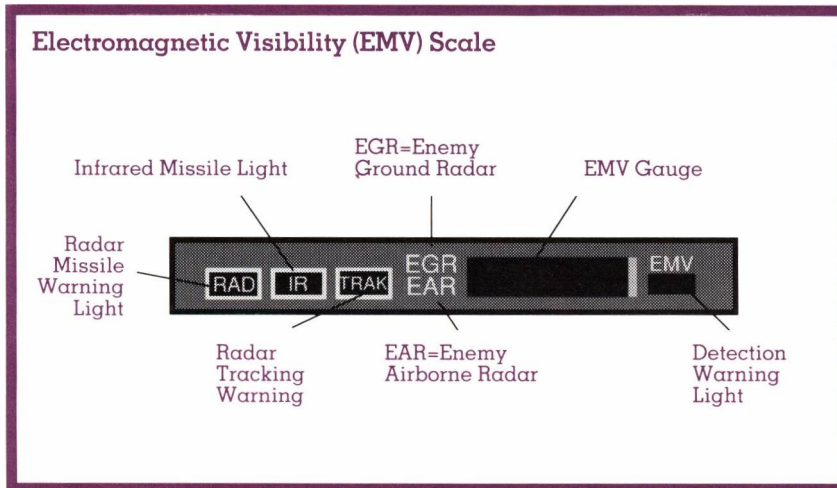 Electromagnetic Visibility (EMV) Scale
EGR=Enemy
Ground Radar
Infrared Missile Light
EMV Gauge
Radar
Missile
Warning
Light
RAD
IR
TRAK
EGR
EAR
EMV
Radar
Tracking
Warning
EAR=Enemy
Airborne Radar
Detection
Warning
Light